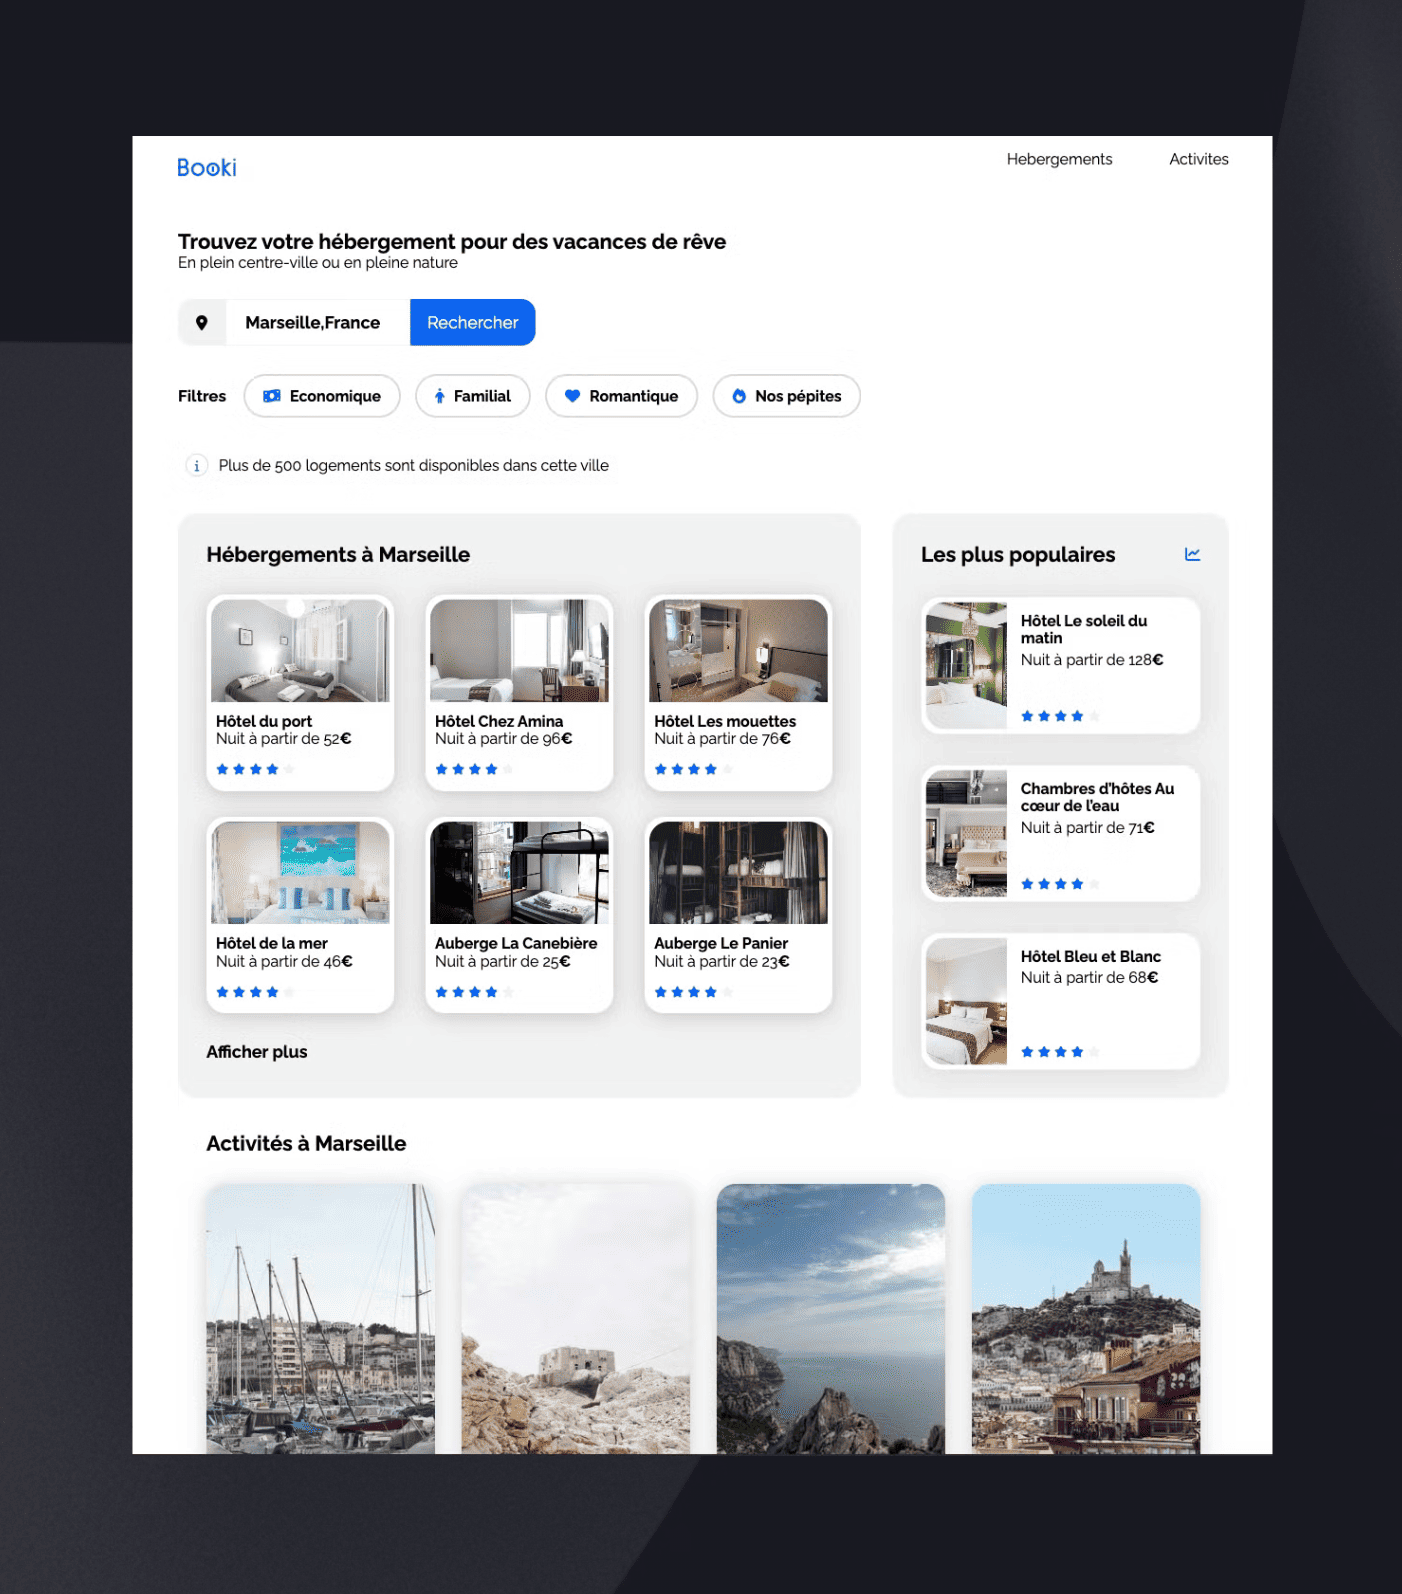 Booki
Hebergements
Activites
Trouvez votre hébergement pour des vacances de rêve
En plein centre-ville ou en pleine nature
Marseille,France
Rechercher
Filtres
Economique
Familial
Romantique
Nos pépites
Plus de 500 logements sont disponibles dans cette ville
Hébergements à Marseille
Hôtel du port
Nuit à partir de 52€
Hôtel Chez Amina
Nuit à partir de 96€
Hôtel Les mouettes
Nuit à partir de 76€
Hôtel de la mer
Nuit à partir de 46€
Auberge La Canebière
Nuit à partir de 25€
Auberge Le Panier
Nuit à partir de 23€
Afficher plus
Les plus populaires
Hôtel Le soleil du
matin
Nuit à partir de 128€
Chambres d'hôtes Au
cœur de l'eau
Nuit à partir de 71€
Hôtel Bleu et Blanc
Nuit à partir de 68€
Activités à Marseille